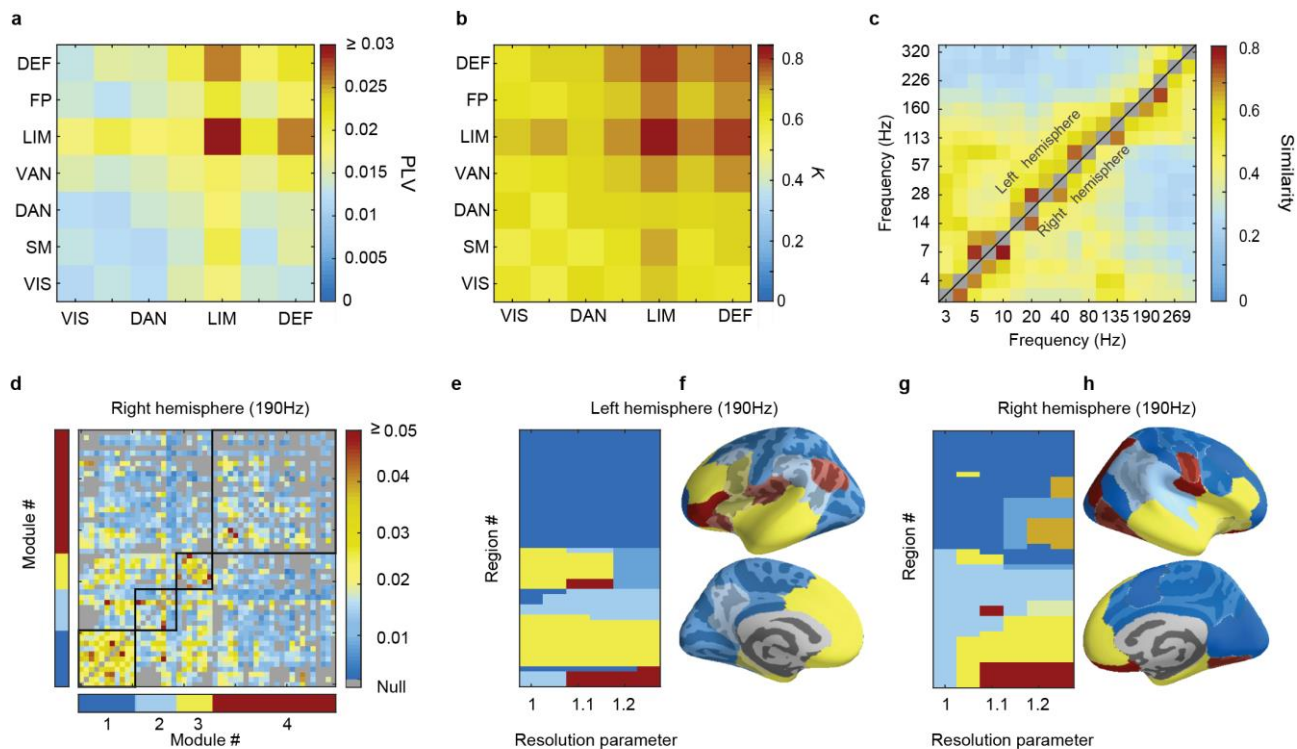 a
DEF
FP
LIM
VAN
DAN
SM
VIS
VIS DAN LIM DEF
≥ 0.03
0.025
0.02
0.015
0.01
0.005
0
PLV
b
DEF
FP
LIM
VAN
DAN
SM
VIS
VIS DAN LIM DEF
0.8
0.6
0.4
0.2
0
K
c
Frequency (Hz)
320
226
160
113
57
28
14
7
4
Left hemisphere
Right hemisphere
3 5 10 20 40 80 135 190 269
Frequency (Hz)
0.8
0.6
0.4
0.2
0
Similarity
d
Right hemisphere (190Hz)
Module #
1 2 3 4
Module #
≥ 0.05
0.04
0.03
0.02
0.01
Null
e f
Left hemisphere (190Hz)
Region #
1 1.1 1.2
Resolution parameter
g h
Right hemisphere (190Hz)
Region #
1 1.1 1.2
Resolution parameter